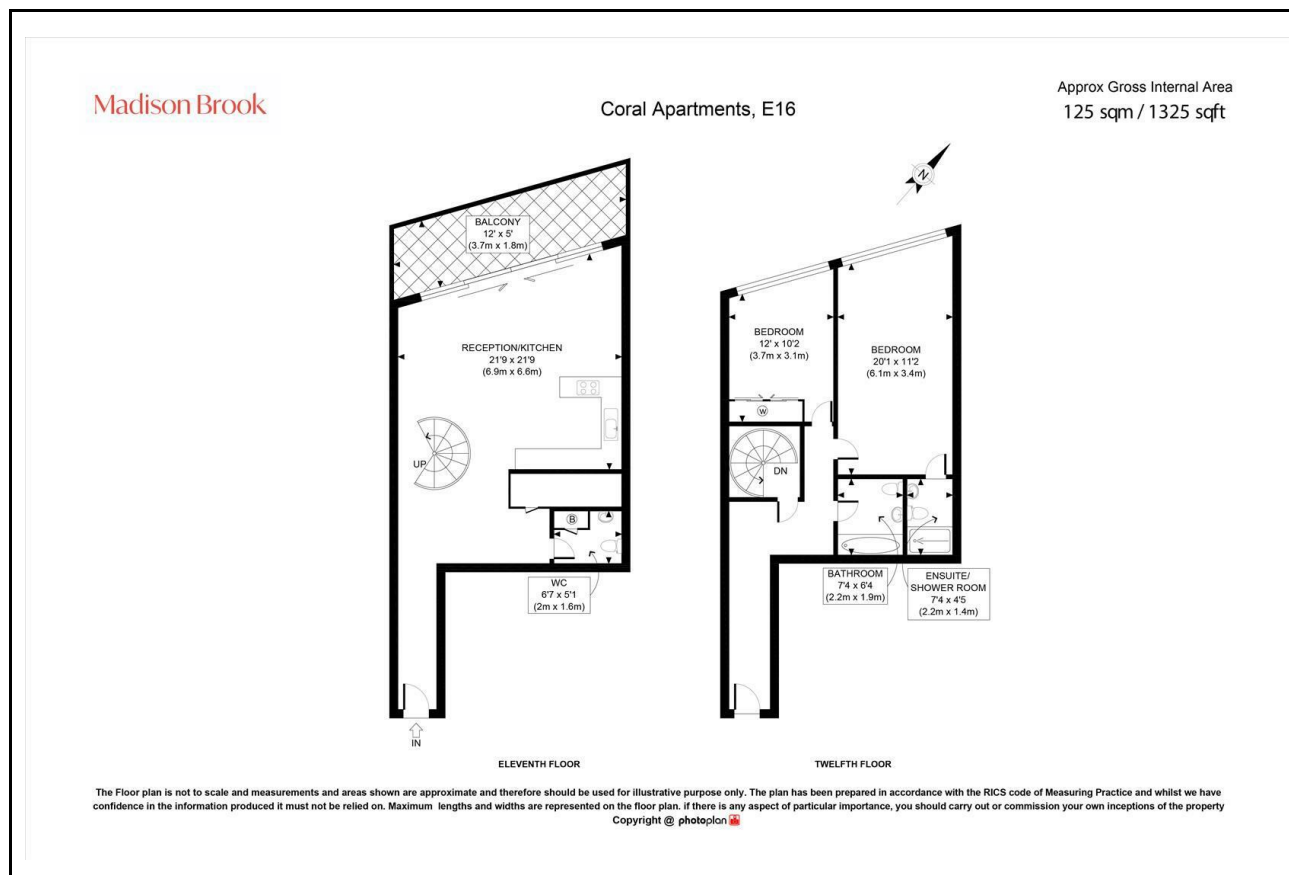 Madison Brook
Coral Apartments, E16
Approx Gross Internal Area
125 sqm / 1325 sqft
N
BALCONY
12' x 5'
(3.7m x 1.8m)
RECEPTION/KITCHEN
21'9 x 21'9
(6.9m x 6.6m)
UP
B
WC
6'7 x 5'1
(2m x 1.6m)
IN
BEDROOM
12' x 10'2
(3.7m x 3.1m)
BEDROOM
20'1 x 11'2
(6.1m x 3.4m)
W
DN
BATHROOM
7'4 x 6'4
(2.2m x 1.9m)
ENSUITE/
SHOWER ROOM
7'4 x 4'5
(2.2m x 1.4m)
ELEVENTH FLOOR
TWELFTH FLOOR
The Floor plan is not to scale and measurements and areas shown are approximate and therefore should be used for illustrative purpose only. The plan has been prepared in accordance with the RICS code of Measuring Practice and whilst we have
confidence in the information produced it must not be relied on. Maximum lengths and widths are represented on the floor plan. if there is any aspect of particular importance, you should carry out or commission your own inceptions of the property
Copyright @ photoplan